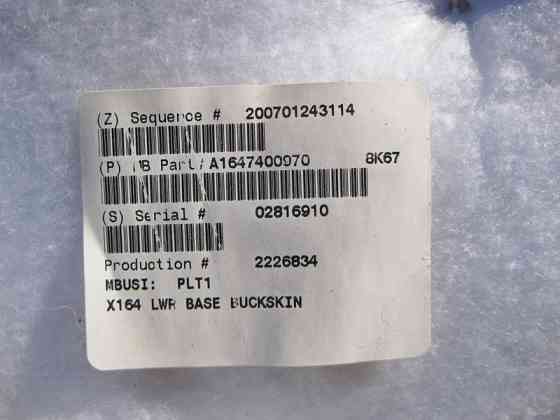 (Z) Sequence # 200701243114
(P) MB Part/A1647400970 8K67
(S) Serial # 02816910
Production # 2226834
MBUSI: PLT1
X164 LWR BASE BUCKSKIN